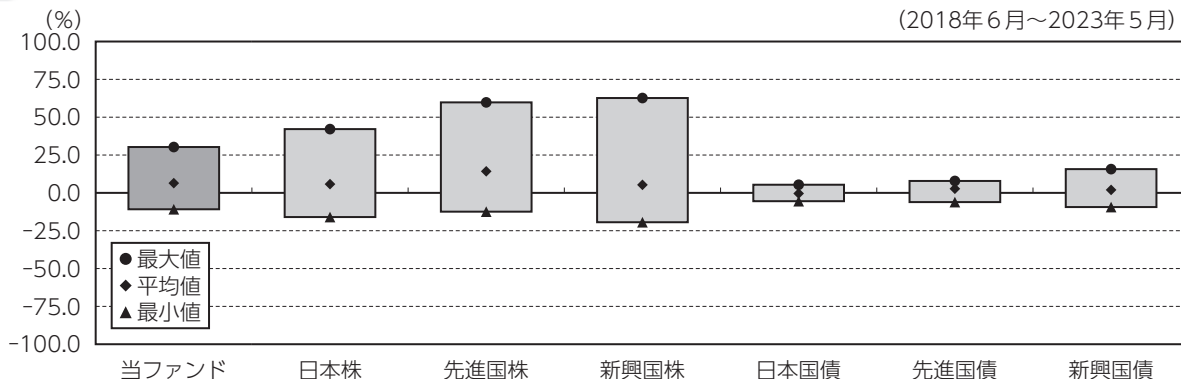 (%)
(2018年6月～2023年5月)
100.0
75.0
50.0
25.0
0.0
-25.0
-50.0
-75.0
-100.0
●最大値
◆平均値
▲最小値
当ファンド 日本株 先進国株 新興国株 日本国債 先進国債 新興国債